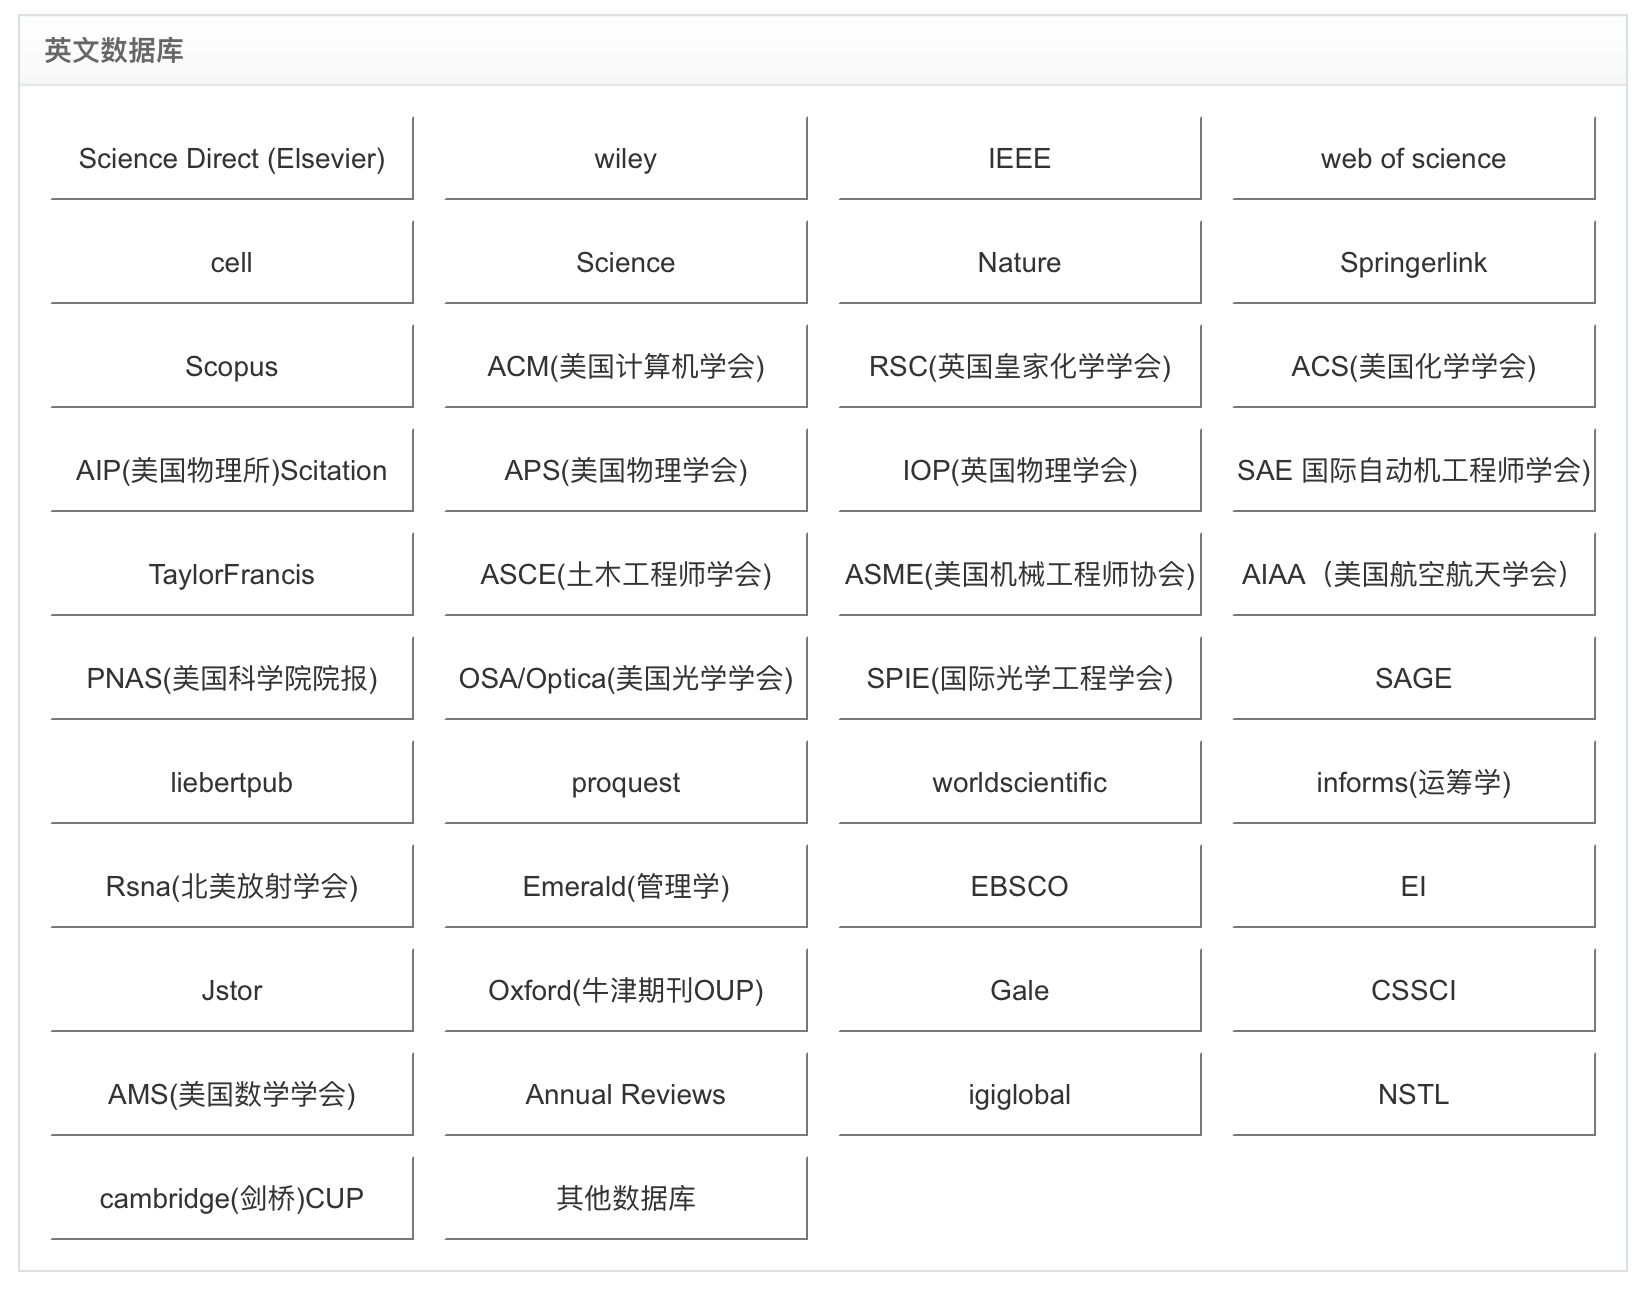 英文数据库
Science Direct (Elsevier)
wiley
IEEE
web of science
cell
Science
Nature
Springerlink
Scopus
ACM(美国计算机学会)
RSC(英国皇家化学学会)
ACS(美国化学学会)
AIP(美国物理所)Scitation
APS(美国物理学会)
IOP(英国物理学会)
SAE 国际自动机工程师学会)
TaylorFrancis
ASCE(土木工程师学会)
ASME(美国机械工程师协会)
AIAA（美国航空航天学会）
PNAS(美国科学院院报)
OSA/Optica(美国光学学会)
SPIE(国际光学工程学会)
SAGE
liebertpub
proquest
worldscientific
informs(运筹学)
Rsna(北美放射学会)
Emerald(管理学)
EBSCO
EI
Jstor
Oxford(牛津期刊OUP)
Gale
CSSCI
AMS(美国数学学会)
Annual Reviews
igiglobal
NSTL
cambridge(剑桥)CUP
其他数据库